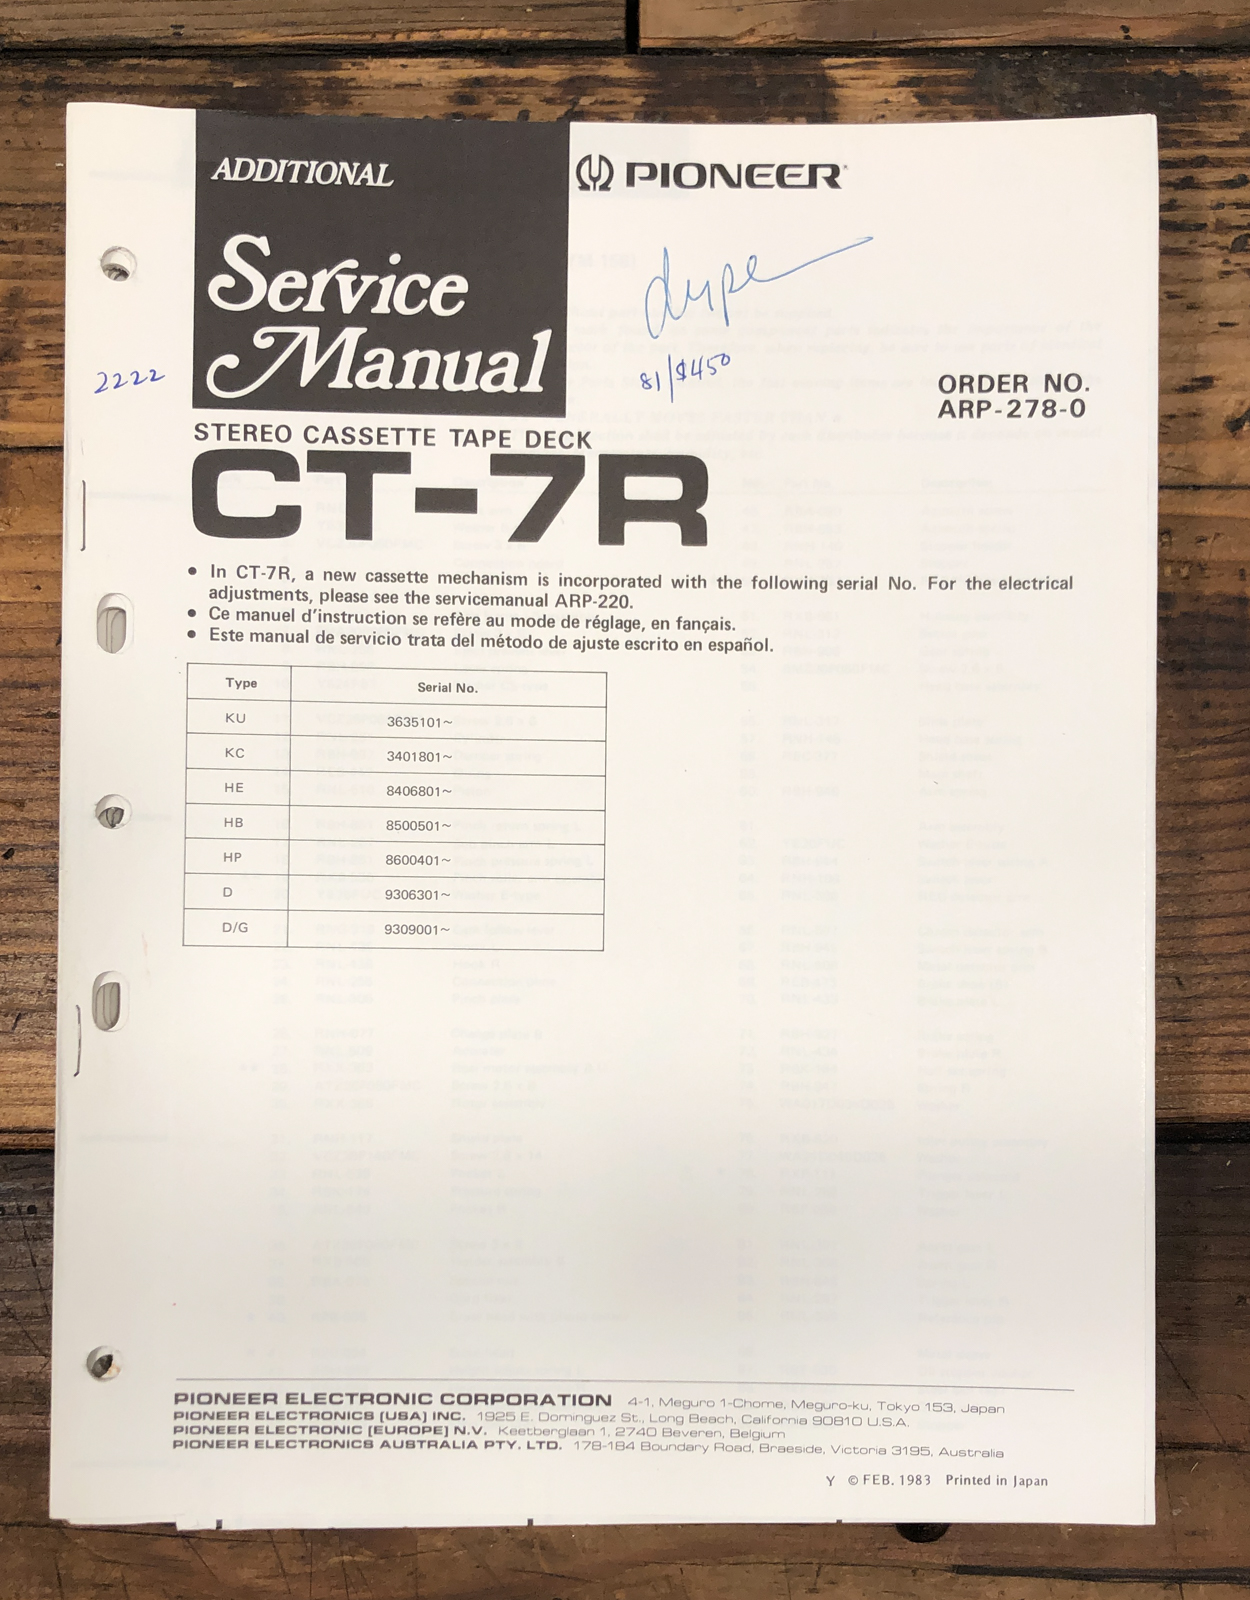 ADDITIONAL
Service
Manual
PIONEER
dupe
81/$450
2222
ORDER NO.
ARP-278-0
STEREO CASSETTE TAPE DECK
CT-7R
• In CT-7R, a new cassette mechanism is incorporated with the following serial No. For the electrical
adjustments, please see the servicemanual ARP-220.
• Ce manuel d'instruction se refère au mode de réglage, en fançais.
• Este manual de servicio trata del método de ajuste escrito en español.
Type Serial No.
KU 3635101~
KC 3401801~
HE 8406801~
HB 8500501~
HP 8600401~
D 9306301~
D/G 9309001~
PIONEER ELECTRONIC CORPORATION 4-1, Meguro 1-Chome, Meguro-ku, Tokyo 153, Japan
PIONEER ELECTRONICS (USA) INC. 1925 E. Dominguez St., Long Beach, California 90810 U.S.A.
PIONEER ELECTRONIC (EUROPE) N.V. Keetberglaan 1, 2740 Beveren, Belgium
PIONEER ELECTRONICS AUSTRALIA PTY. LTD. 178-184 Boundary Road, Braeside, Victoria 3195, Australia
Y © FEB. 1983 Printed in Japan